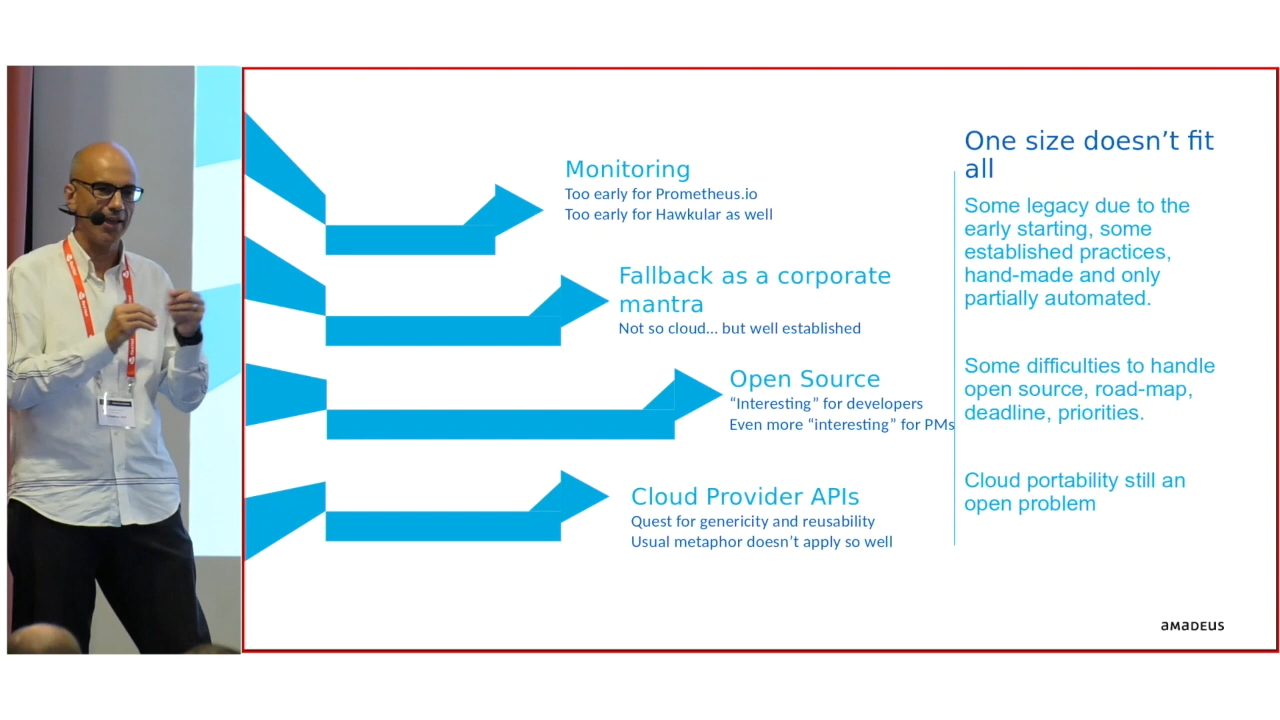 Monitoring
Too early for Prometheus.io
Too early for Hawkular as well
Fallback as a corporate
mantra
Not so cloud... but well established
Open Source
“Interesting” for developers
Even more “interesting” for PMs
Cloud Provider APIs
Quest for genericity and reusability
Usual metaphor doesn’t apply so well
One size doesn’t fit
all
Some legacy due to the
early starting, some
established practices,
hand-made and only
partially automated.
Some difficulties to handle
open source, road-map,
deadline, priorities.
Cloud portability still an
open problem
amadeus